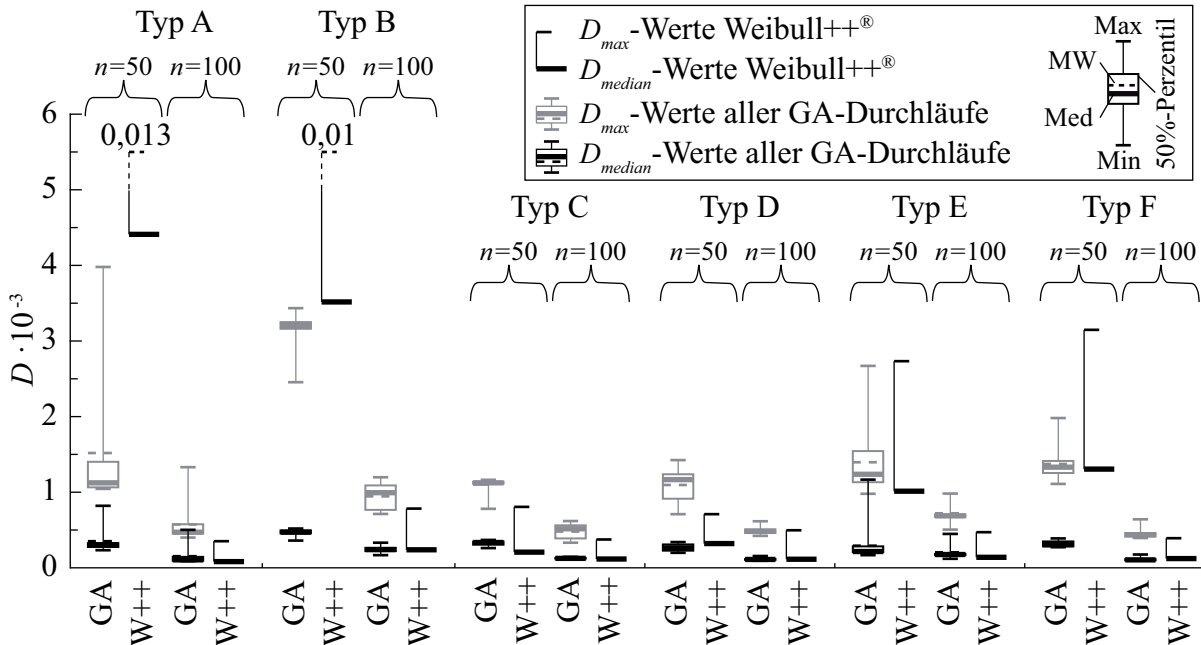 Typ A
Typ B
n=50
n=100
n=50
n=100
D_max-Werte Weibull++®
D_median-Werte Weibull++®
D_max-Werte aller GA-Durchläufe
D_median-Werte aller GA-Durchläufe
Max
MW
Med
Min
50%-Perzentil
0,013
0,01
Typ C
Typ D
Typ E
Typ F
n=50
n=100
n=50
n=100
n=50
n=100
n=50
n=100
D ·10⁻³
6
5
4
3
2
1
0
GA
W++
GA
W++
GA
W++
GA
W++
GA
W++
GA
W++
GA
W++
GA
W++
GA
W++
GA
W++
GA
W++
GA
W++